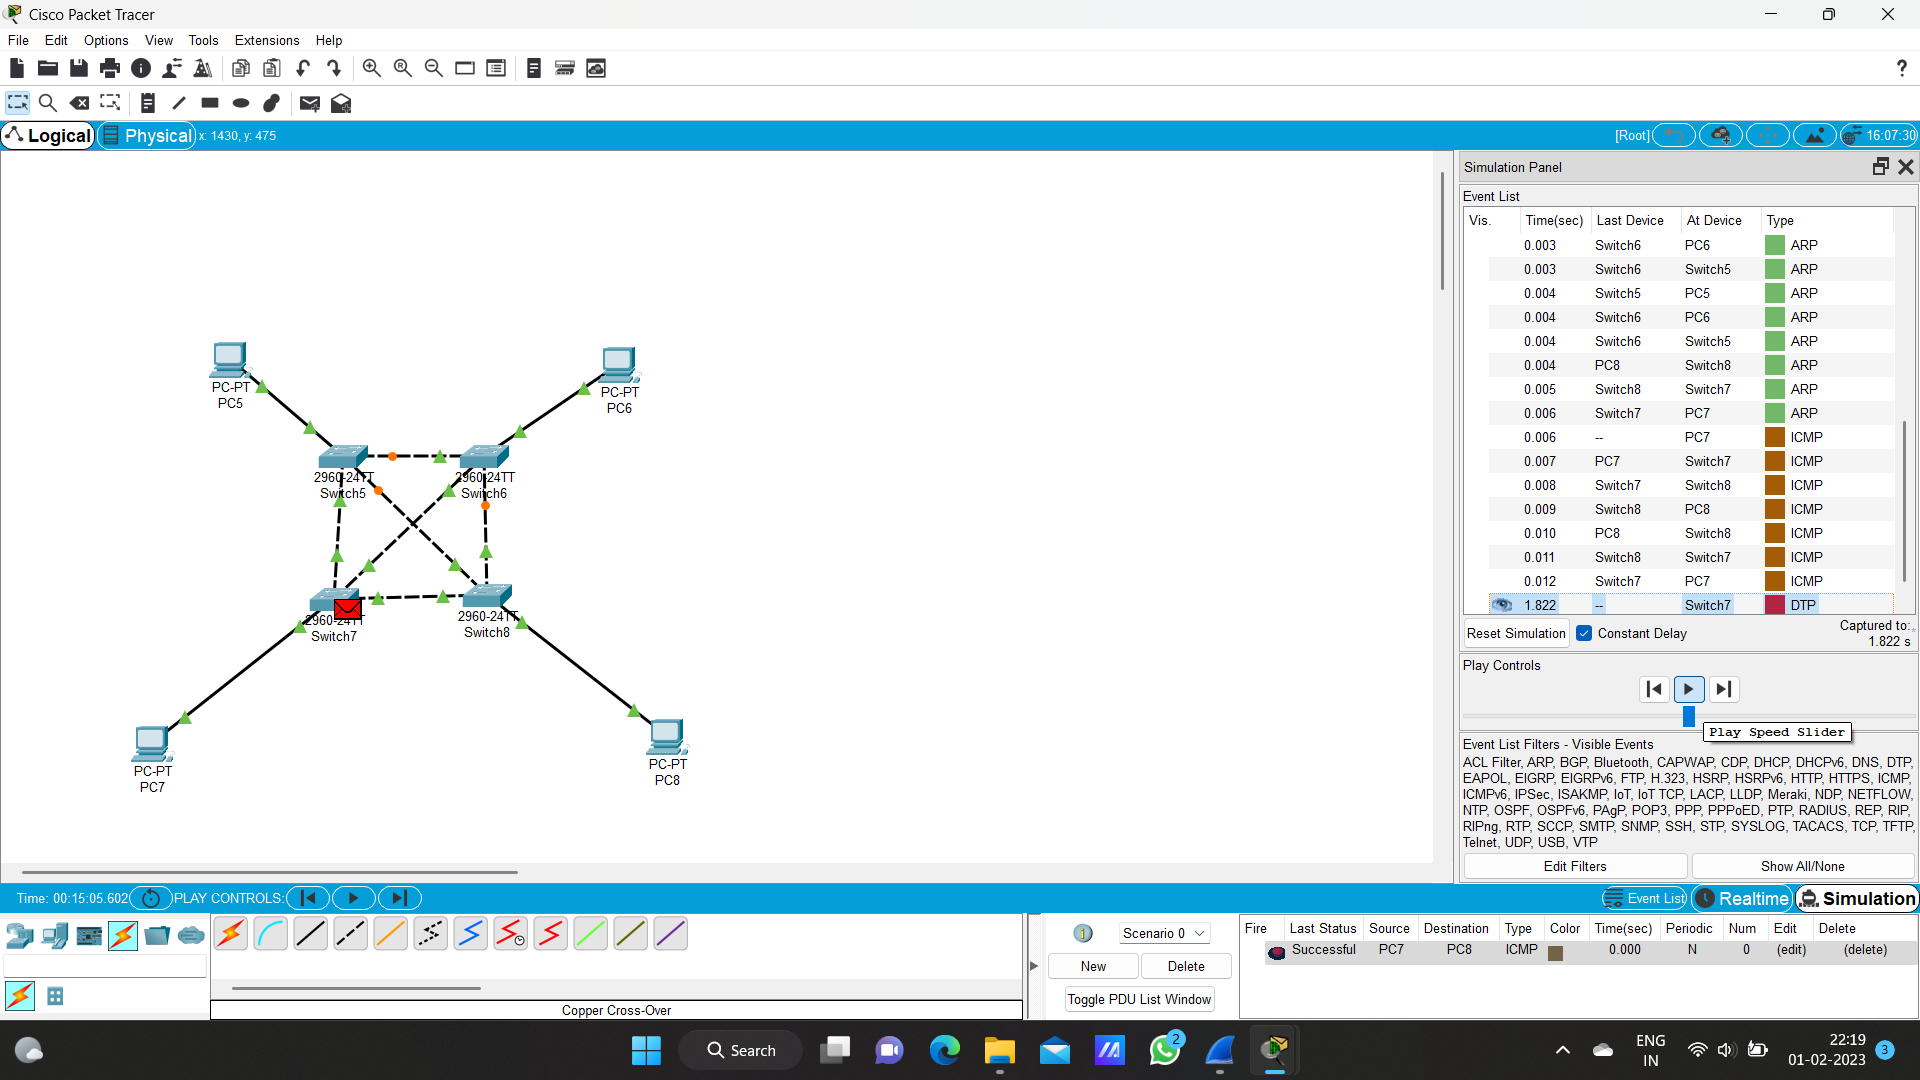 Cisco Packet Tracer
File Edit Options View Tools Extensions Help
Logical Physical x: 1430, y: 475 [Root] 16:07:30
Simulation Panel
Event List
Vis. Time(sec) Last Device At Device Type
0.003 Switch6 PC6 ARP
0.003 Switch6 Switch5 ARP
0.004 Switch5 PC5 ARP
0.004 Switch6 PC6 ARP
0.004 Switch6 Switch5 ARP
0.004 PC8 Switch8 ARP
0.005 Switch8 Switch7 ARP
0.006 Switch7 PC7 ARP
0.006 -- PC7 ICMP
0.007 PC7 Switch7 ICMP
0.008 Switch7 Switch8 ICMP
0.009 Switch8 PC8 ICMP
0.010 PC8 Switch8 ICMP
0.011 Switch8 Switch7 ICMP
0.012 Switch7 PC7 ICMP
1.822 -- Switch7 DTP
Reset Simulation Constant Delay Captured to:
1.822 s
Play Controls
Play Speed Slider
Event List Filters - Visible Events
ACL Filter, ARP, BGP, Bluetooth, CAPWAP, CDP, DHCP, DHCPv6, DNS, DTP,
EAPOL, EIGRP, EIGRPv6, FTP, H.323, HSRP, HSRPv6, HTTP, HTTPS, ICMP,
ICMPv6, IPSec, ISAKMP, IoT, IoT TCP, LACP, LLDP, Meraki, NDP, NETFLOW,
NTP, OSPF, OSPFv6, PAgP, POP3, PPP, PPPoED, PTP, RADIUS, REP, RIP,
RIPng, RTP, SCCP, SMTP, SNMP, SSH, STP, SYSLOG, TACACS, TCP, TFTP,
Telnet, UDP, USB, VTP
Edit Filters Show All/None
PC-PT
PC5
PC-PT
PC6
2960-24TT
Switch5
2960-24TT
Switch6
2960-24TT
Switch7
2960-24TT
Switch8
PC-PT
PC7
PC-PT
PC8
Time: 00:15:05.602 PLAY CONTROLS: Event List Realtime Simulation
Copper Cross-Over
Scenario 0
New Delete
Toggle PDU List Window
Fire Last Status Source Destination Type Color Time(sec) Periodic Num Edit Delete
Successful PC7 PC8 ICMP 0.000 N 0 (edit) (delete)
Search
2
ENG
IN
22:19
01-02-2023
3